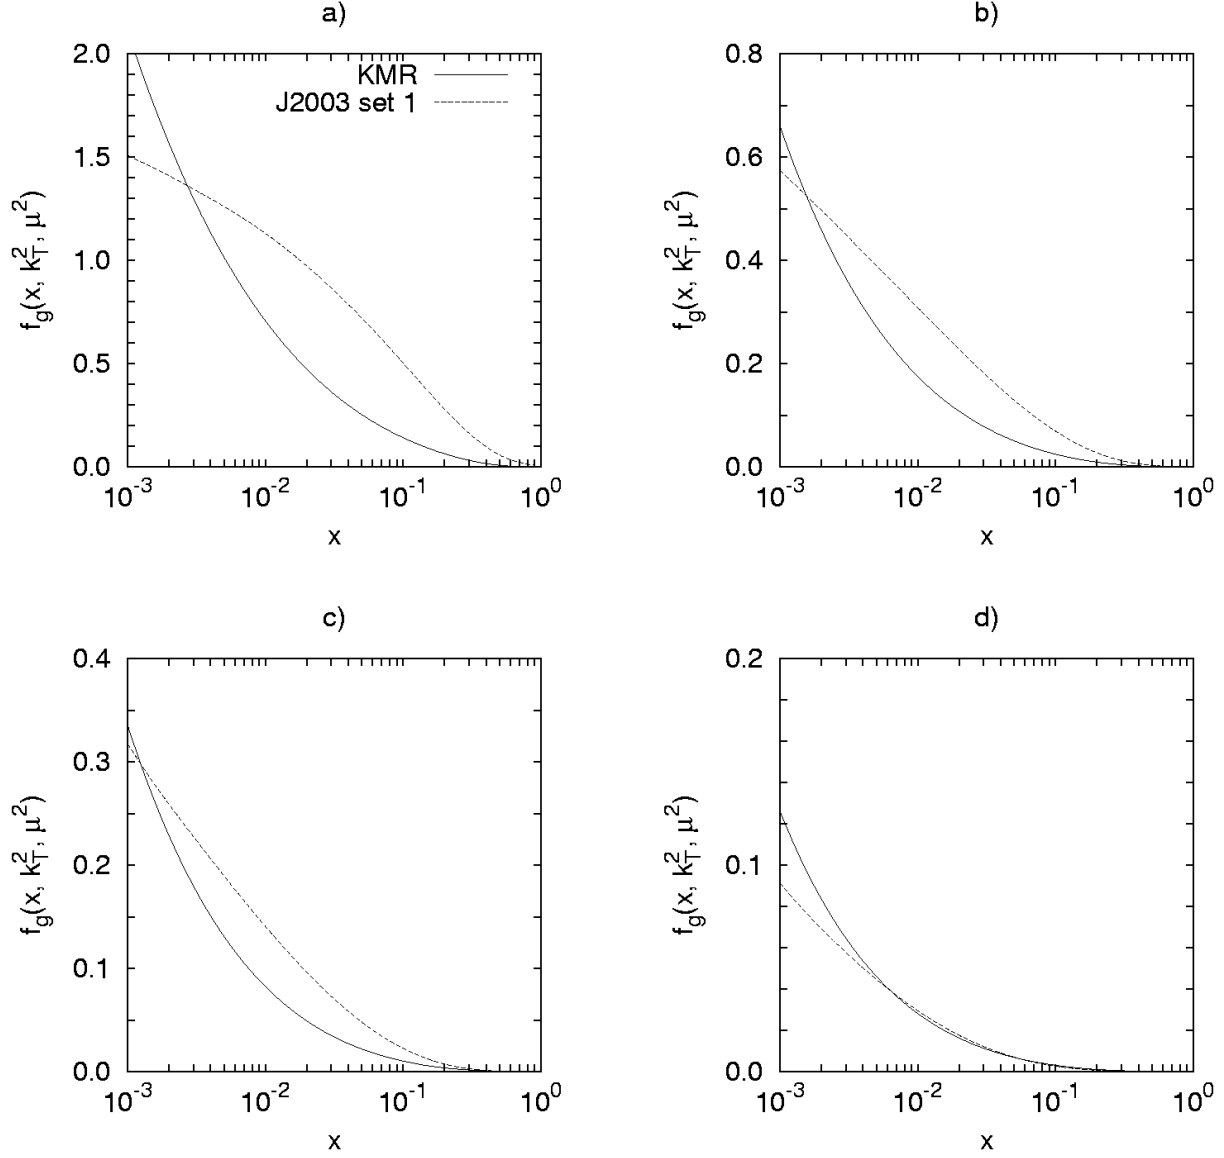 a)
2.0
1.5
1.0
0.5
0.0
KMR
J2003 set 1
f_g(x, k_T^2, μ^2)
10^-3 10^-2 10^-1 10^0
x
b)
0.8
0.6
0.4
0.2
0.0
f_g(x, k_T^2, μ^2)
10^-3 10^-2 10^-1 10^0
x
c)
0.4
0.3
0.2
0.1
0.0
f_g(x, k_T^2, μ^2)
10^-3 10^-2 10^-1 10^0
x
d)
0.2
0.1
0.0
f_g(x, k_T^2, μ^2)
10^-3 10^-2 10^-1 10^0
x